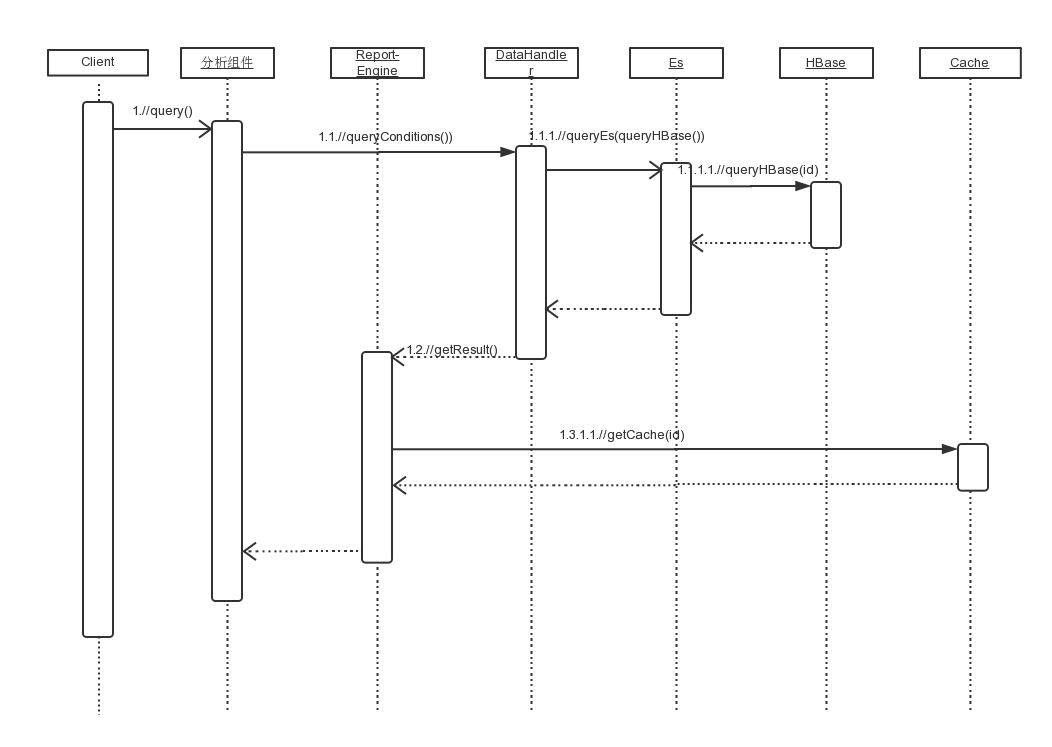 Client
分析组件
Report-
Engine
DataHandle
r
Es
HBase
Cache
1.//query()
1.1.//queryConditions())
1.1.1.//queryEs(queryHBase())
1.1.1.1.//queryHBase(id)
1.2.//getResult()
1.3.1.1.//getCache(id)